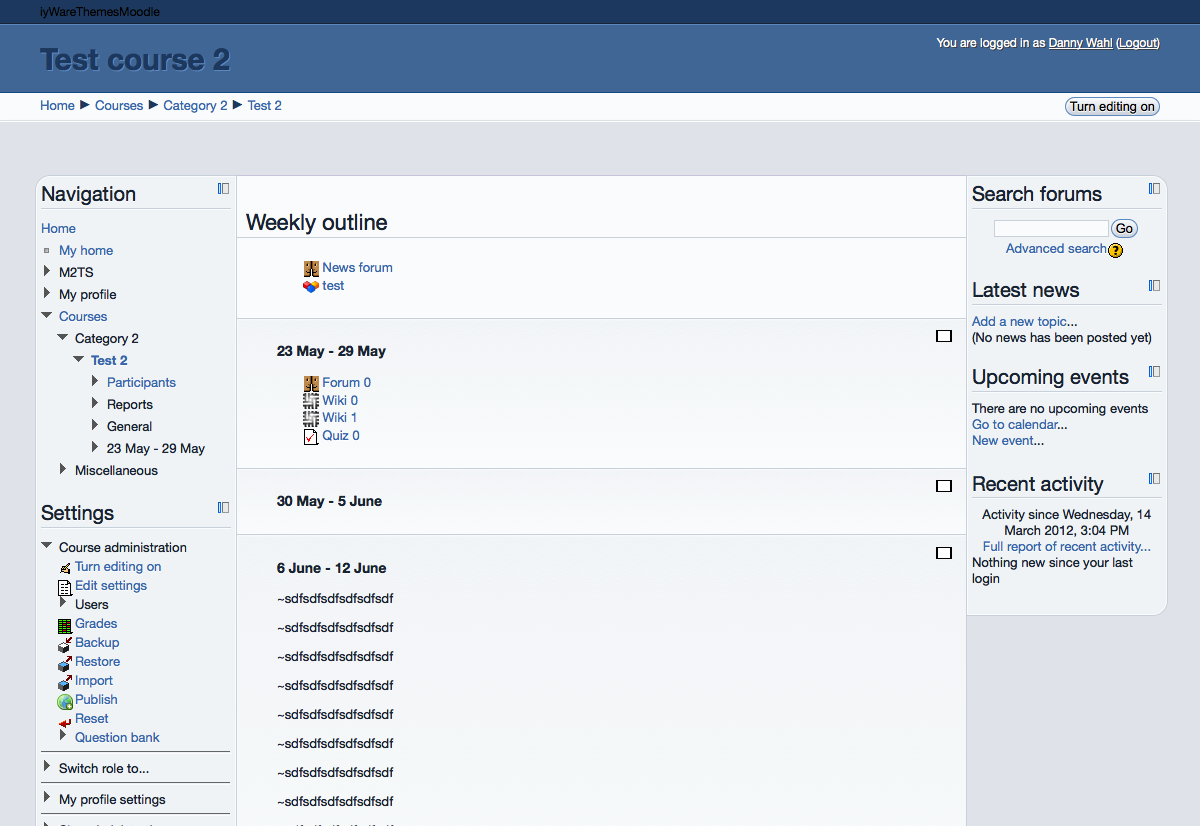 iyWareThemesMoodle
Test course 2
You are logged in as Danny Wahl (Logout)
Home ► Courses ► Category 2 ► Test 2
Turn editing on
Navigation
Home
My home
M2TS
My profile
Courses
Category 2
Test 2
Participants
Reports
General
23 May - 29 May
Miscellaneous
Settings
Course administration
Turn editing on
Edit settings
Users
Grades
Backup
Restore
Import
Publish
Reset
Question bank
Switch role to...
My profile settings
Weekly outline
News forum
test
23 May - 29 May
Forum 0
Wiki 0
Wiki 1
Quiz 0
30 May - 5 June
6 June - 12 June
~sdfsdfsdfsdfsdfsdf
~sdfsdfsdfsdfsdfsdf
~sdfsdfsdfsdfsdfsdf
~sdfsdfsdfsdfsdfsdf
~sdfsdfsdfsdfsdfsdf
~sdfsdfsdfsdfsdfsdf
~sdfsdfsdfsdfsdfsdf
~sdfsdfsdfsdfsdfsdf
Search forums
Go
Advanced search ?
Latest news
Add a new topic...
(No news has been posted yet)
Upcoming events
There are no upcoming events
Go to calendar...
New event...
Recent activity
Activity since Wednesday, 14
March 2012, 3:04 PM
Full report of recent activity...
Nothing new since your last
login